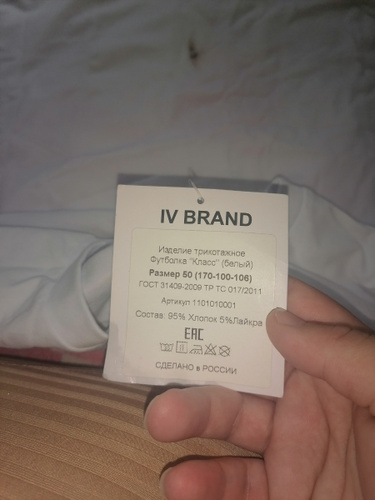 IV BRAND
Изделие трикотажное
Футболка "Класс" (белый)
Размер 50 (170-100-106)
ГОСТ 31409-2009 ТР ТС 017/2011
Артикул 1101010001
Состав: 95% Хлопок 5%Лайкра
EAC
СДЕЛАНО в РОССИИ